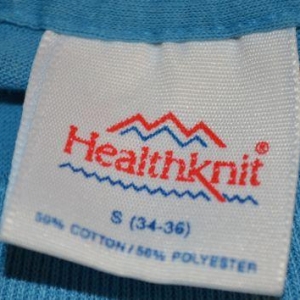 Healthknit®
S (34-36)
50% COTTON/50% POLYESTER